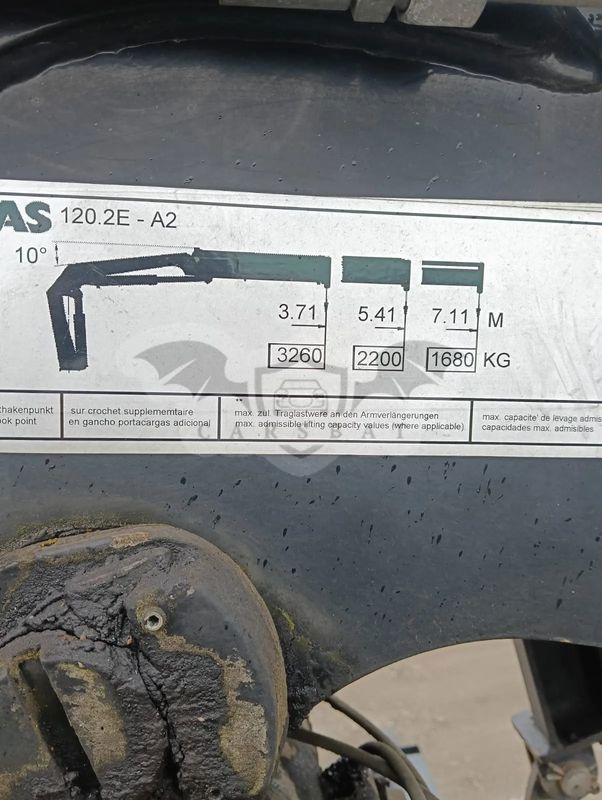 AS 120.2E - A2
10°
3.71 5.41 7.11 M
3260 2200 1680 KG
hakenpunkt
ok point
sur crochet supplementaire
en gancho portacargas adicional
max. zul. Traglastwere an den Armverlängerungen
max. admissible lifting capacity values (where applicable)
max. capacite' de levage admis
capacidades max. admisibles
CARSBAT